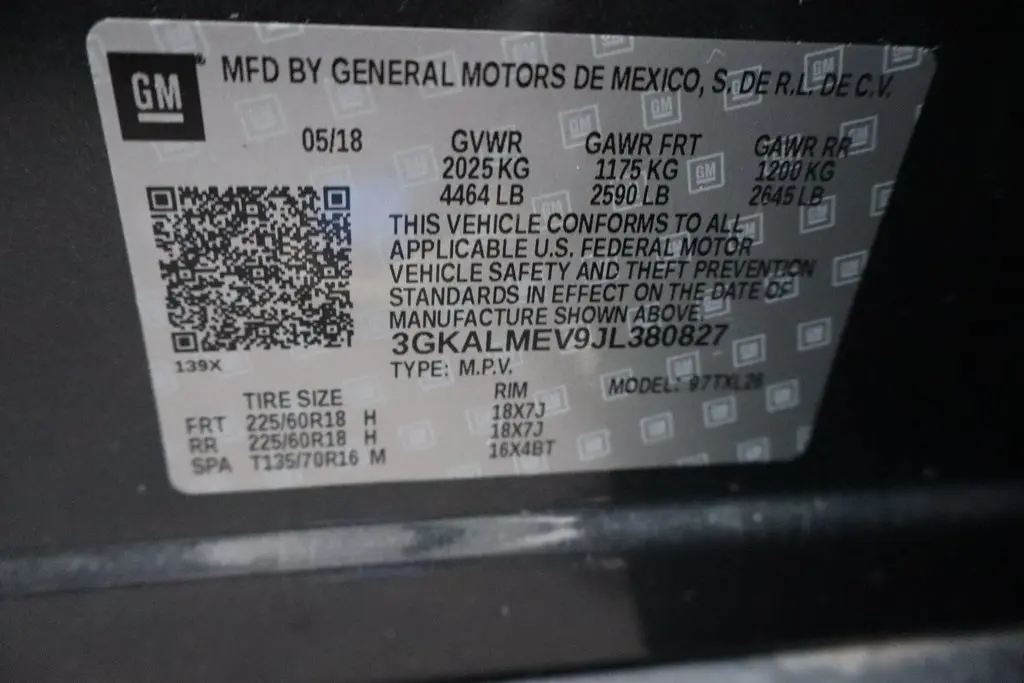 GM® MFD BY GENERAL MOTORS DE MEXICO, S. DE R.L. DE C.V.
05/18 GVWR GAWR FRT GAWR RR
2025 KG 1175 KG 1200 KG
4464 LB 2590 LB 2645 LB
THIS VEHICLE CONFORMS TO ALL
APPLICABLE U.S. FEDERAL MOTOR
VEHICLE SAFETY AND THEFT PREVENTION
STANDARDS IN EFFECT ON THE DATE OF
MANUFACTURE SHOWN ABOVE.
3GKALMEV9JL380827
139X TYPE: M.P.V.
TIRE SIZE RIM MODEL: 97TXL26
FRT 225/60R18 H 18X7J
RR 225/60R18 H 18X7J
SPA T135/70R16 M 16X4BT